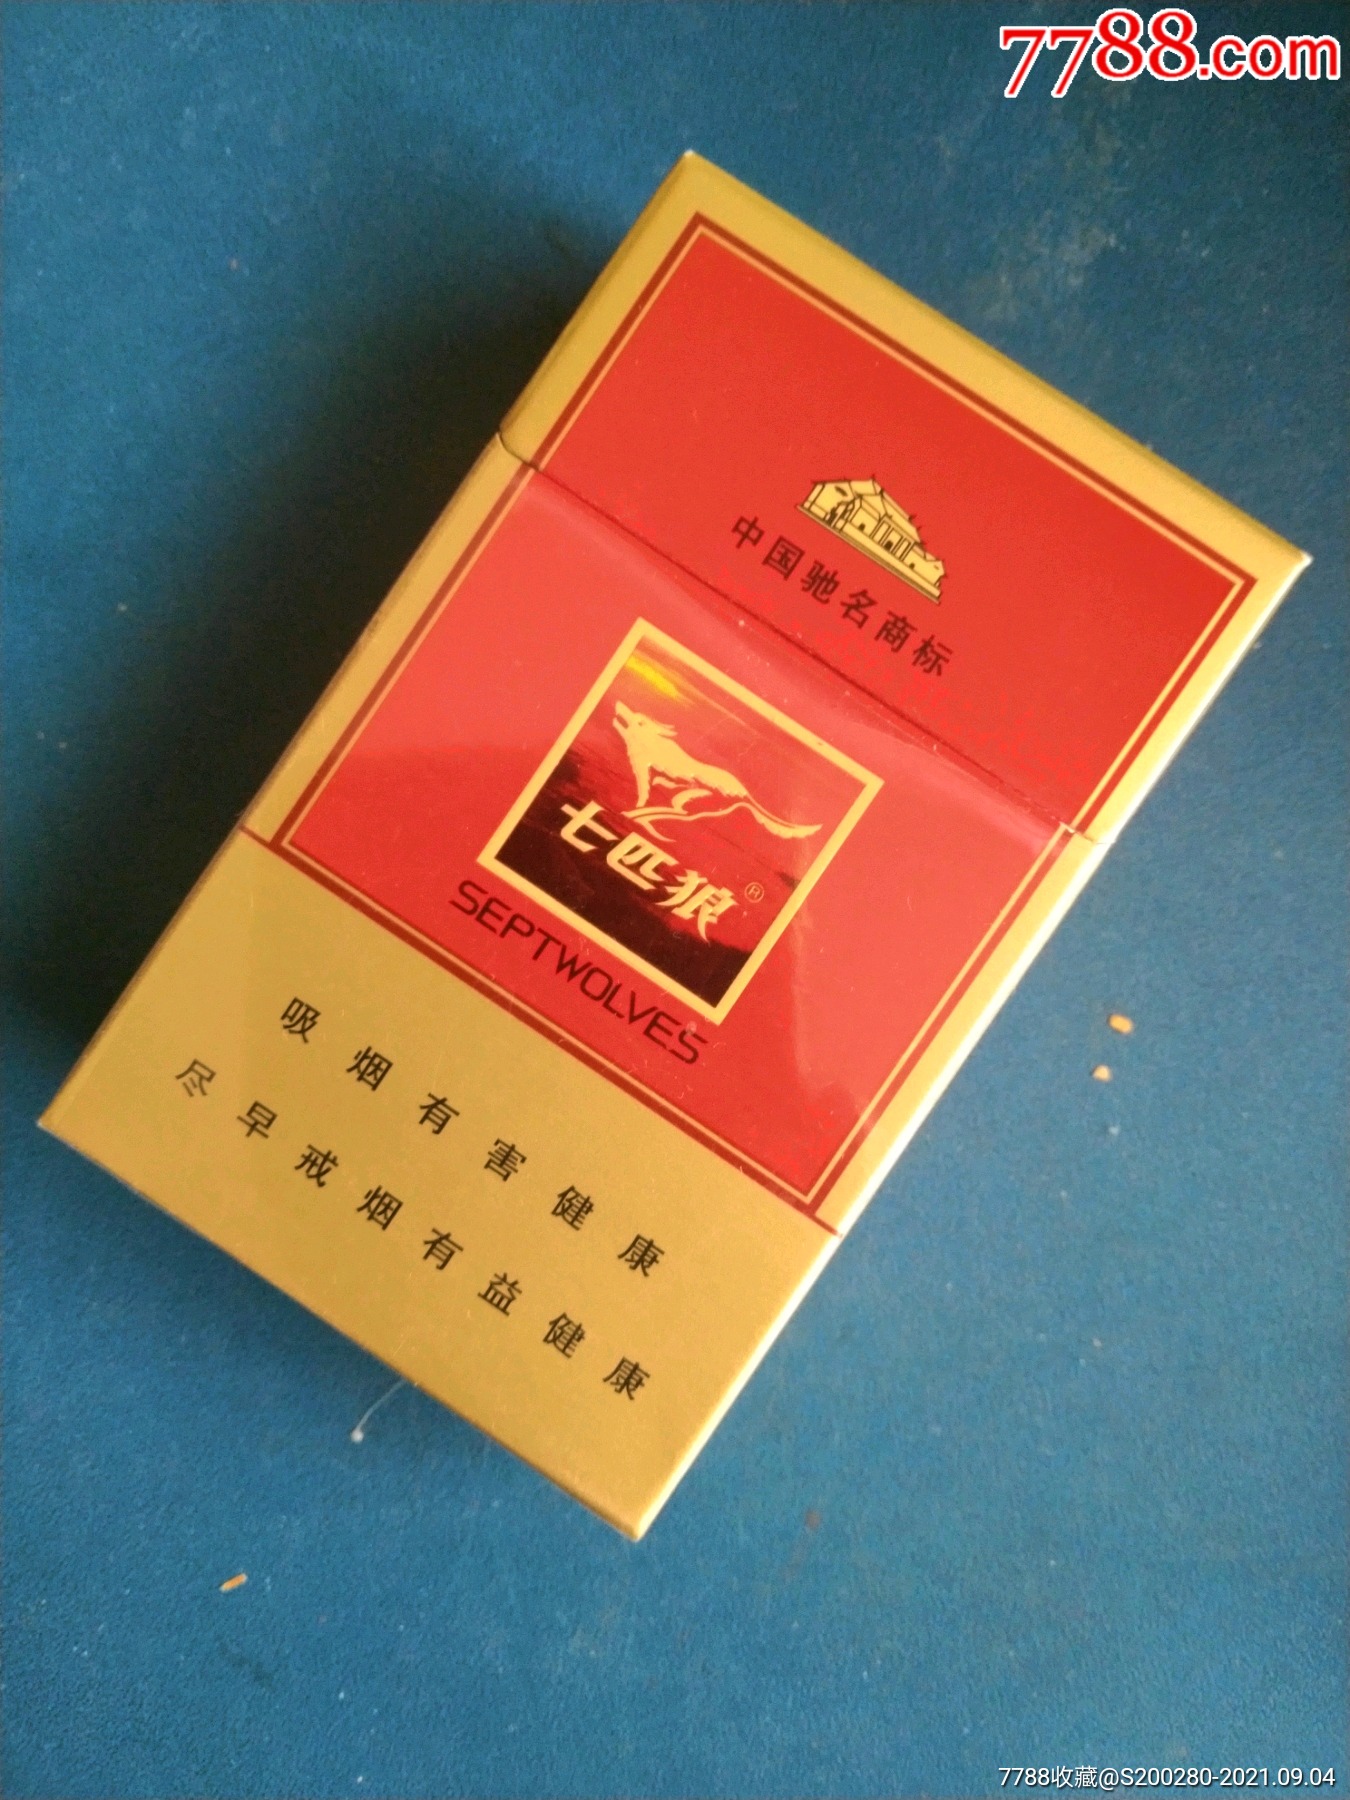 7788.com
中国驰名商标
七匹狼®
SEPTWOLVES
吸烟有害健康
尽早戒烟有益健康
7788收藏@S200280-2021.09.04